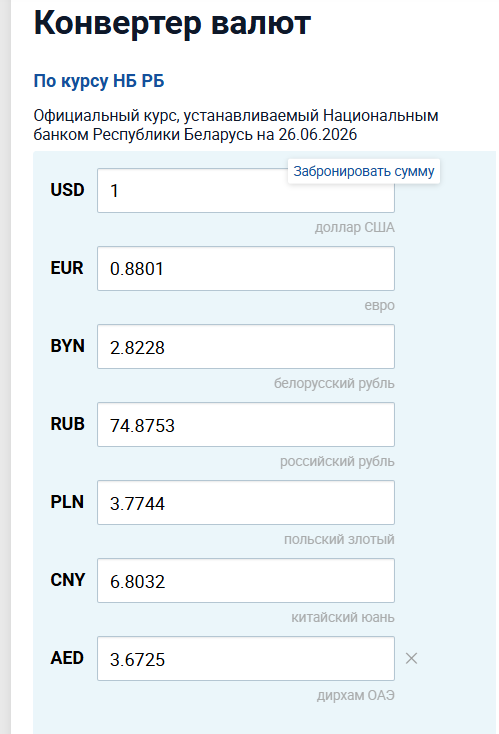 Конвертер валют
По курсу НБ РБ
Официальный курс, устанавливаемый Национальным
банком Республики Беларусь на 26.06.2026
Забронировать сумму
USD 1
доллар США
EUR 0.8801
евро
BYN 2.8228
белорусский рубль
RUB 74.8753
российский рубль
PLN 3.7744
польский злотый
CNY 6.8032
китайский юань
AED 3.6725
дирхам ОАЭ